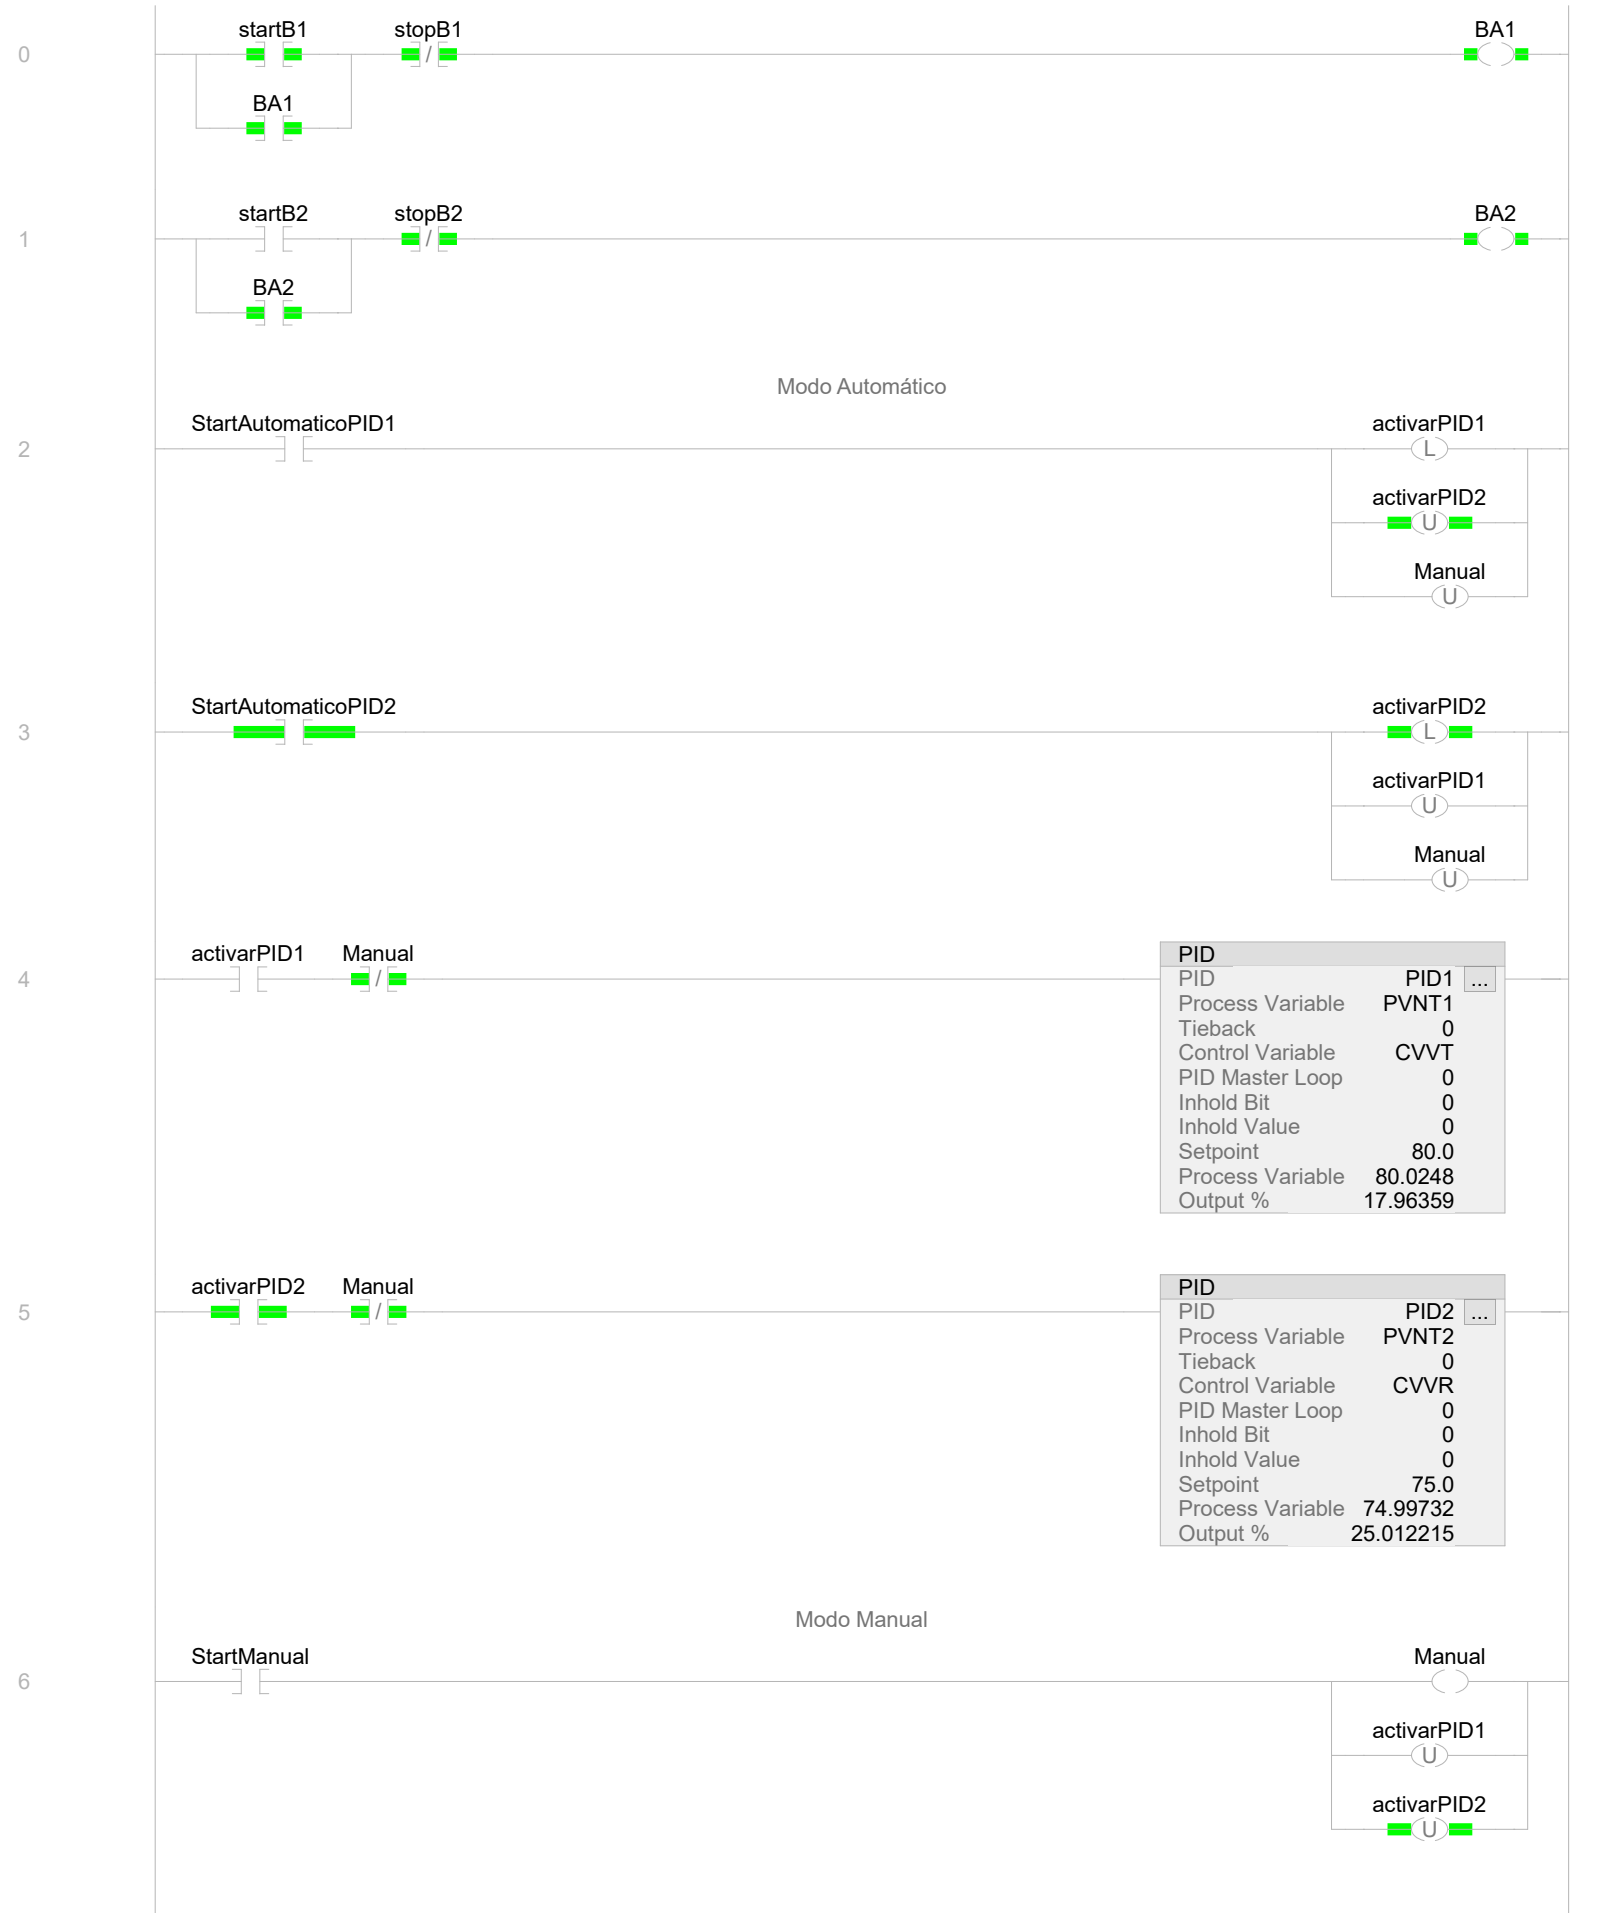 startB1 stopB1 BA1
0 /
BA1
startB2 stopB2 BA2
1 /
BA2
Modo Automático
StartAutomaticoPID1 activarPID1
2 L
activarPID2
U
Manual
U
StartAutomaticoPID2 activarPID2
3 L
activarPID1
U
Manual
U
activarPID1 Manual PID
4 / PID PID1 ...
Process Variable PVNT1
Tieback 0
Control Variable CVVT
PID Master Loop 0
Inhold Bit 0
Inhold Value 0
Setpoint 80.0
Process Variable 80.0248
Output % 17.96359
activarPID2 Manual PID
5 / PID PID2 ...
Process Variable PVNT2
Tieback 0
Control Variable CVVR
PID Master Loop 0
Inhold Bit 0
Inhold Value 0
Setpoint 75.0
Process Variable 74.99732
Output % 25.012215
Modo Manual
StartManual Manual
6
activarPID1
U
activarPID2
U